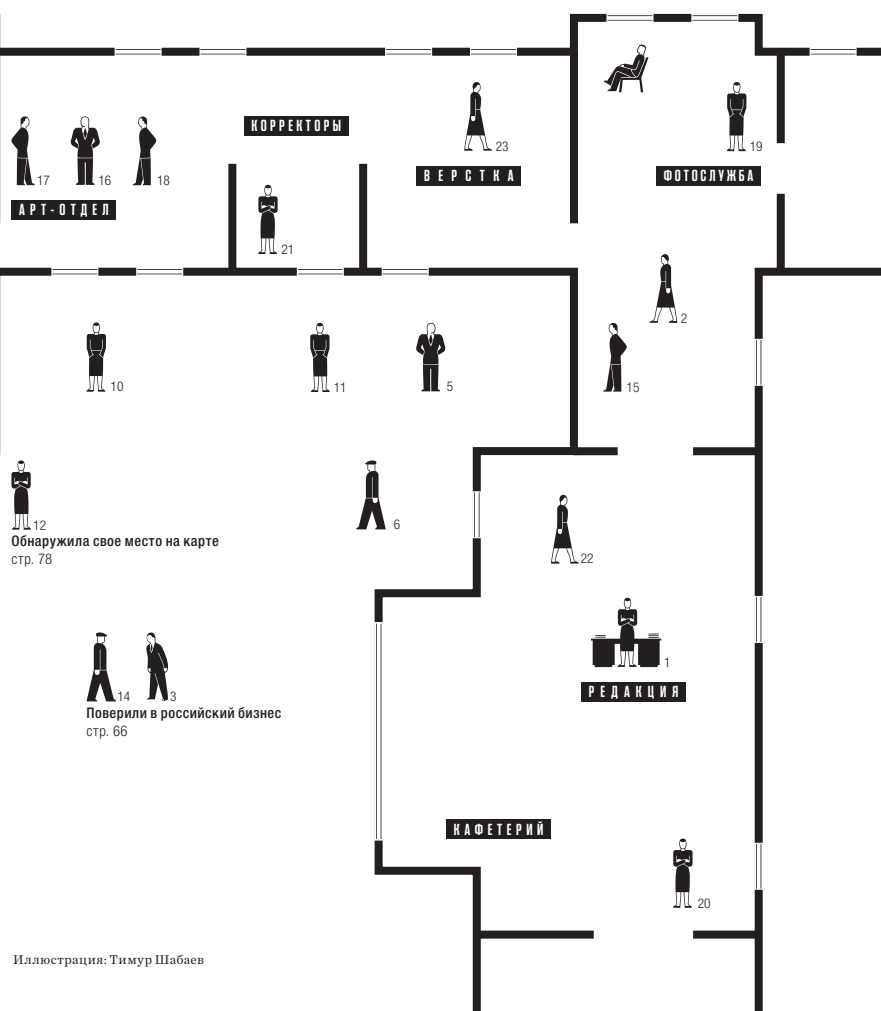 КОРРЕКТОРЫ
23
19
17
16
18
ВЕРСТКА
ФОТОСЛУЖБА
АРТ-ОТДЕЛ
21
2
10
11
5
15
12
6
Обнаружила свое место на карте
стр. 78
22
1
14
3
РЕДАКЦИЯ
Поверили в российский бизнес
стр. 66
КАФЕТЕРИЙ
20
Иллюстрация: Тимур Шабаев